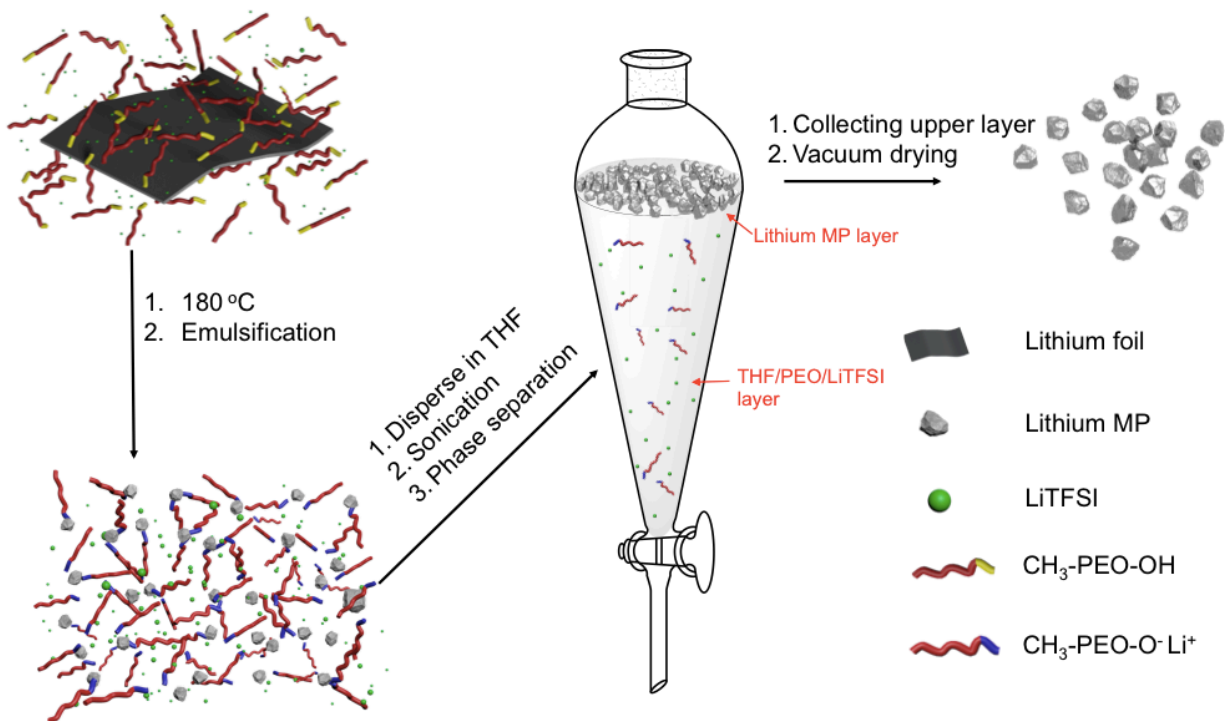 1. 180 °C
2. Emulsification
1. Disperse in THF
2. Sonication
3. Phase separation
1. Collecting upper layer
2. Vacuum drying
Lithium MP layer
THF/PEO/LiTFSI
layer
Lithium foil
Lithium MP
LiTFSI
CH₃-PEO-OH
CH₃-PEO-O⁻ Li⁺